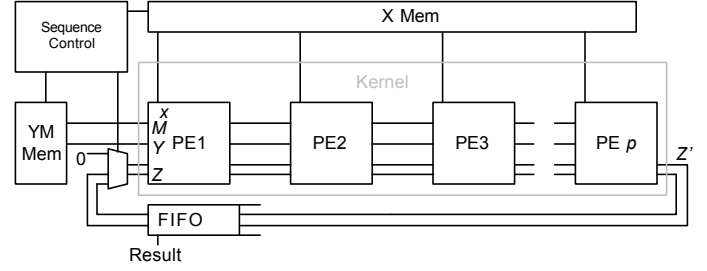 Sequence
Control
X Mem
Kernel
YM
Mem
x
M
Y
Z
PE1
PE2
PE3
PE p
0
Z'
FIFO
Result